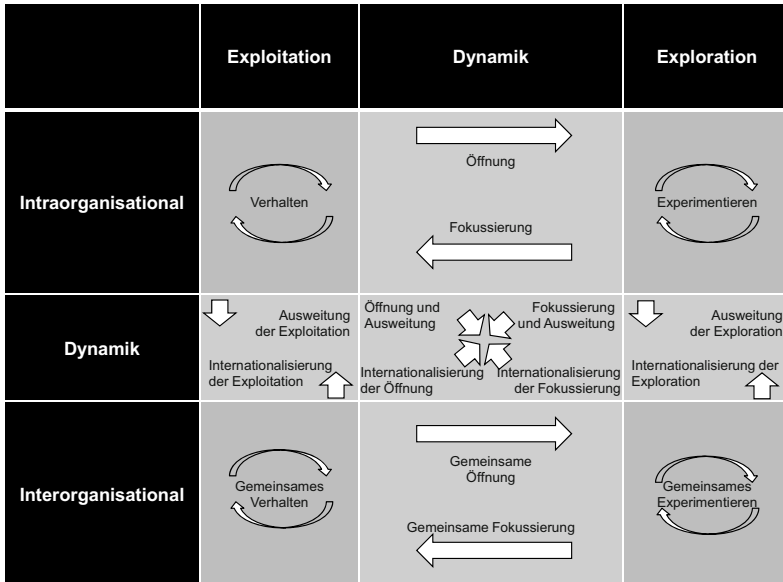 Exploitation
Dynamik
Exploration
Intraorganisational
Verhalten
Öffnung
Fokussierung
Experimentieren
Dynamik
Ausweitung
der Exploitation
Internationalisierung
der Exploitation
Öffnung und
Ausweitung
Fokussierung
und Ausweitung
Internationalisierung
der Öffnung
Internationalisierung
der Fokussierung
Ausweitung
der Exploration
Internationalisierung der
Exploration
Interorganisational
Gemeinsames
Verhalten
Gemeinsame
Öffnung
Gemeinsame Fokussierung
Gemeinsames
Experimentieren